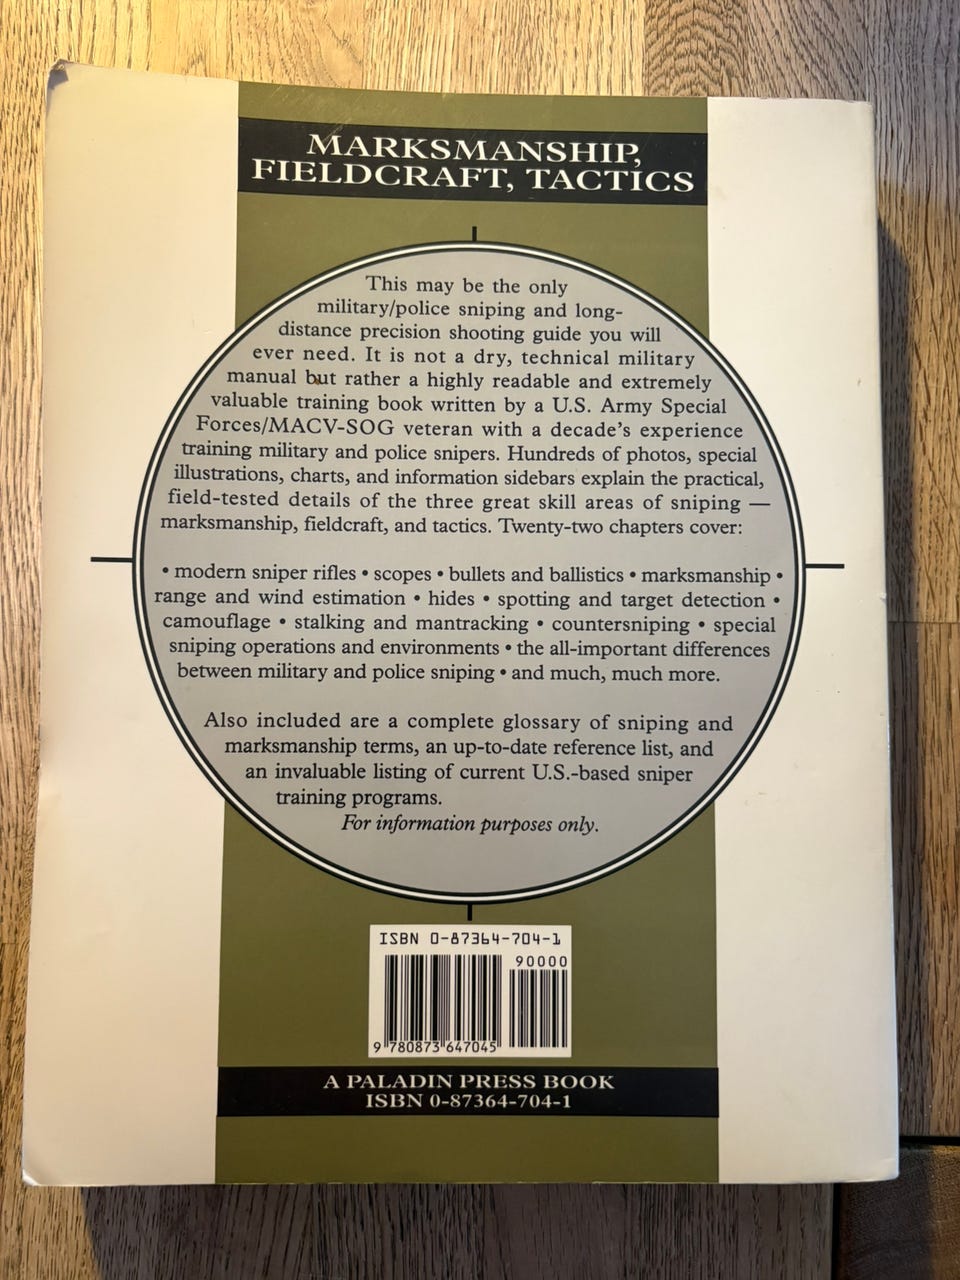 MARKSMANSHIP,
FIELDCRAFT, TACTICS
This may be the only
military/police sniping and long-
distance precision shooting guide you will
ever need. It is not a dry, technical military
manual but rather a highly readable and extremely
valuable training book written by a U.S. Army Special
Forces/MACV-SOG veteran with a decade's experience
training military and police snipers. Hundreds of photos, special
illustrations, charts, and information sidebars explain the practical,
field-tested details of the three great skill areas of sniping —
marksmanship, fieldcraft, and tactics. Twenty-two chapters cover:
• modern sniper rifles • scopes • bullets and ballistics • marksmanship •
range and wind estimation • hides • spotting and target detection •
camouflage • stalking and mantracking • countersniping • special
sniping operations and environments • the all-important differences
between military and police sniping • and much, much more.
Also included are a complete glossary of sniping and
marksmanship terms, an up-to-date reference list, and
an invaluable listing of current U.S.-based sniper
training programs.
For information purposes only.
ISBN 0-87364-704-1
90000
9 780873 647045
A PALADIN PRESS BOOK
ISBN 0-87364-704-1